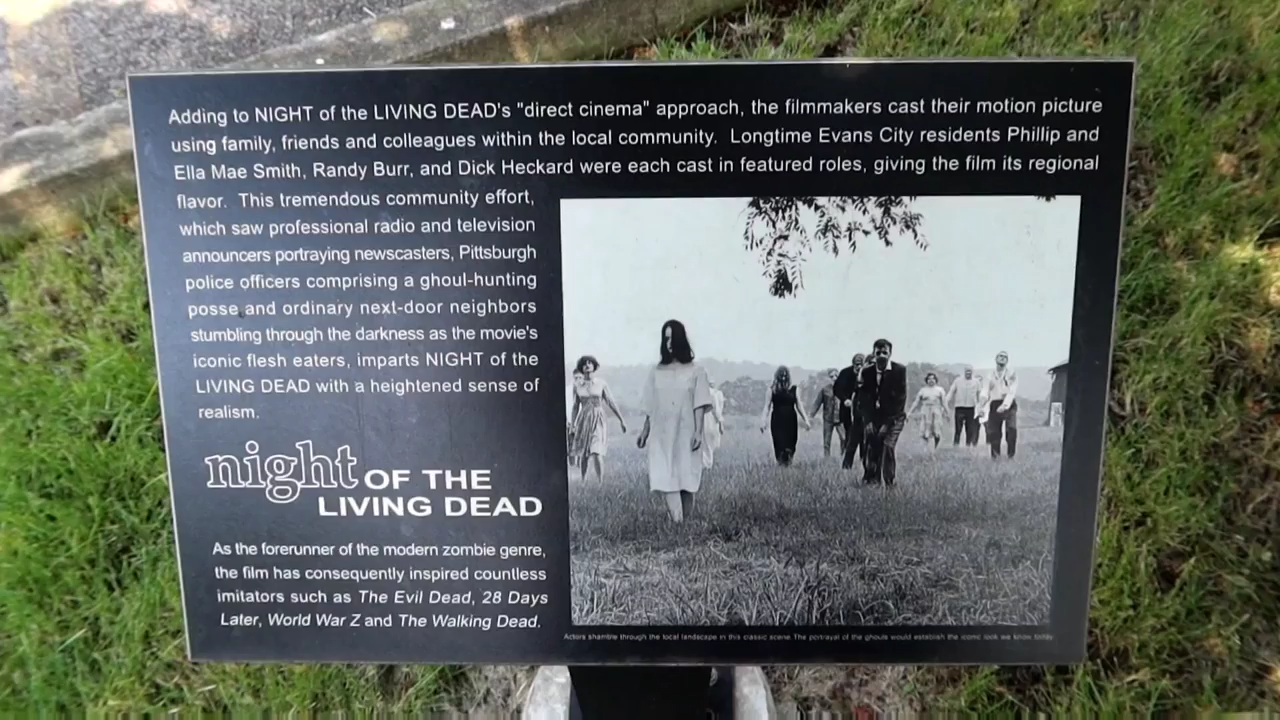 Adding to NIGHT of the LIVING DEAD's "direct cinema" approach, the filmmakers cast their motion picture
using family, friends and colleagues within the local community. Longtime Evans City residents Phillip and
Ella Mae Smith, Randy Burr, and Dick Heckard were each cast in featured roles, giving the film its regional
flavor. This tremendous community effort,
which saw professional radio and television
announcers portraying newscasters, Pittsburgh
police officers comprising a ghoul-hunting
posse and ordinary next-door neighbors
stumbling through the darkness as the movie's
iconic flesh eaters, imparts NIGHT of the
LIVING DEAD with a heightened sense of
realism.
night OF THE
LIVING DEAD
As the forerunner of the modern zombie genre,
the film has consequently inspired countless
imitators such as The Evil Dead, 28 Days
Later, World War Z and The Walking Dead.
Actors shamble through the local landscape in this classic scene. The portrayal of the ghouls would establish the iconic look we know today.